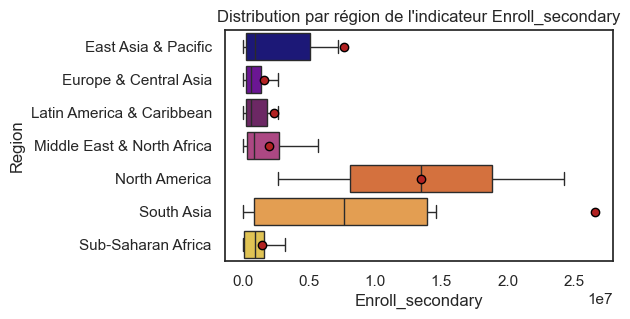 Distribution par région de l'indicateur Enroll_secondary
Region
East Asia & Pacific
Europe & Central Asia
Latin America & Caribbean
Middle East & North Africa
North America
South Asia
Sub-Saharan Africa
0.0 0.5 1.0 1.5 2.0 2.5
1e7
Enroll_secondary